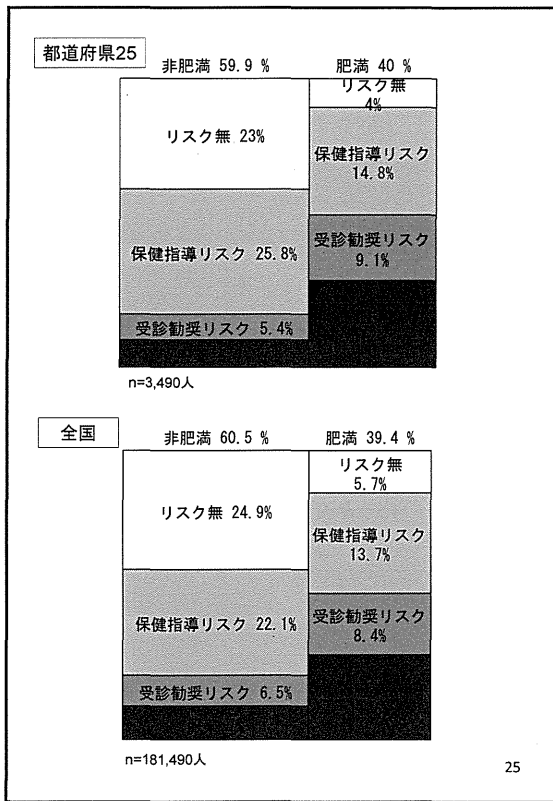 都道府県25
非肥満 59.9 %
肥満 40 %
リスク無 23%
リスク無
4%
保健指導リスク 25.8%
保健指導リスク
14.8%
受診勧奨リスク 5.4%
受診勧奨リスク
9.1%
n=3,490人
全国
非肥満 60.5 %
肥満 39.4 %
リスク無 24.9%
リスク無
5.7%
保健指導リスク 22.1%
保健指導リスク
13.7%
受診勧奨リスク 6.5%
受診勧奨リスク
8.4%
n=181,490人
25